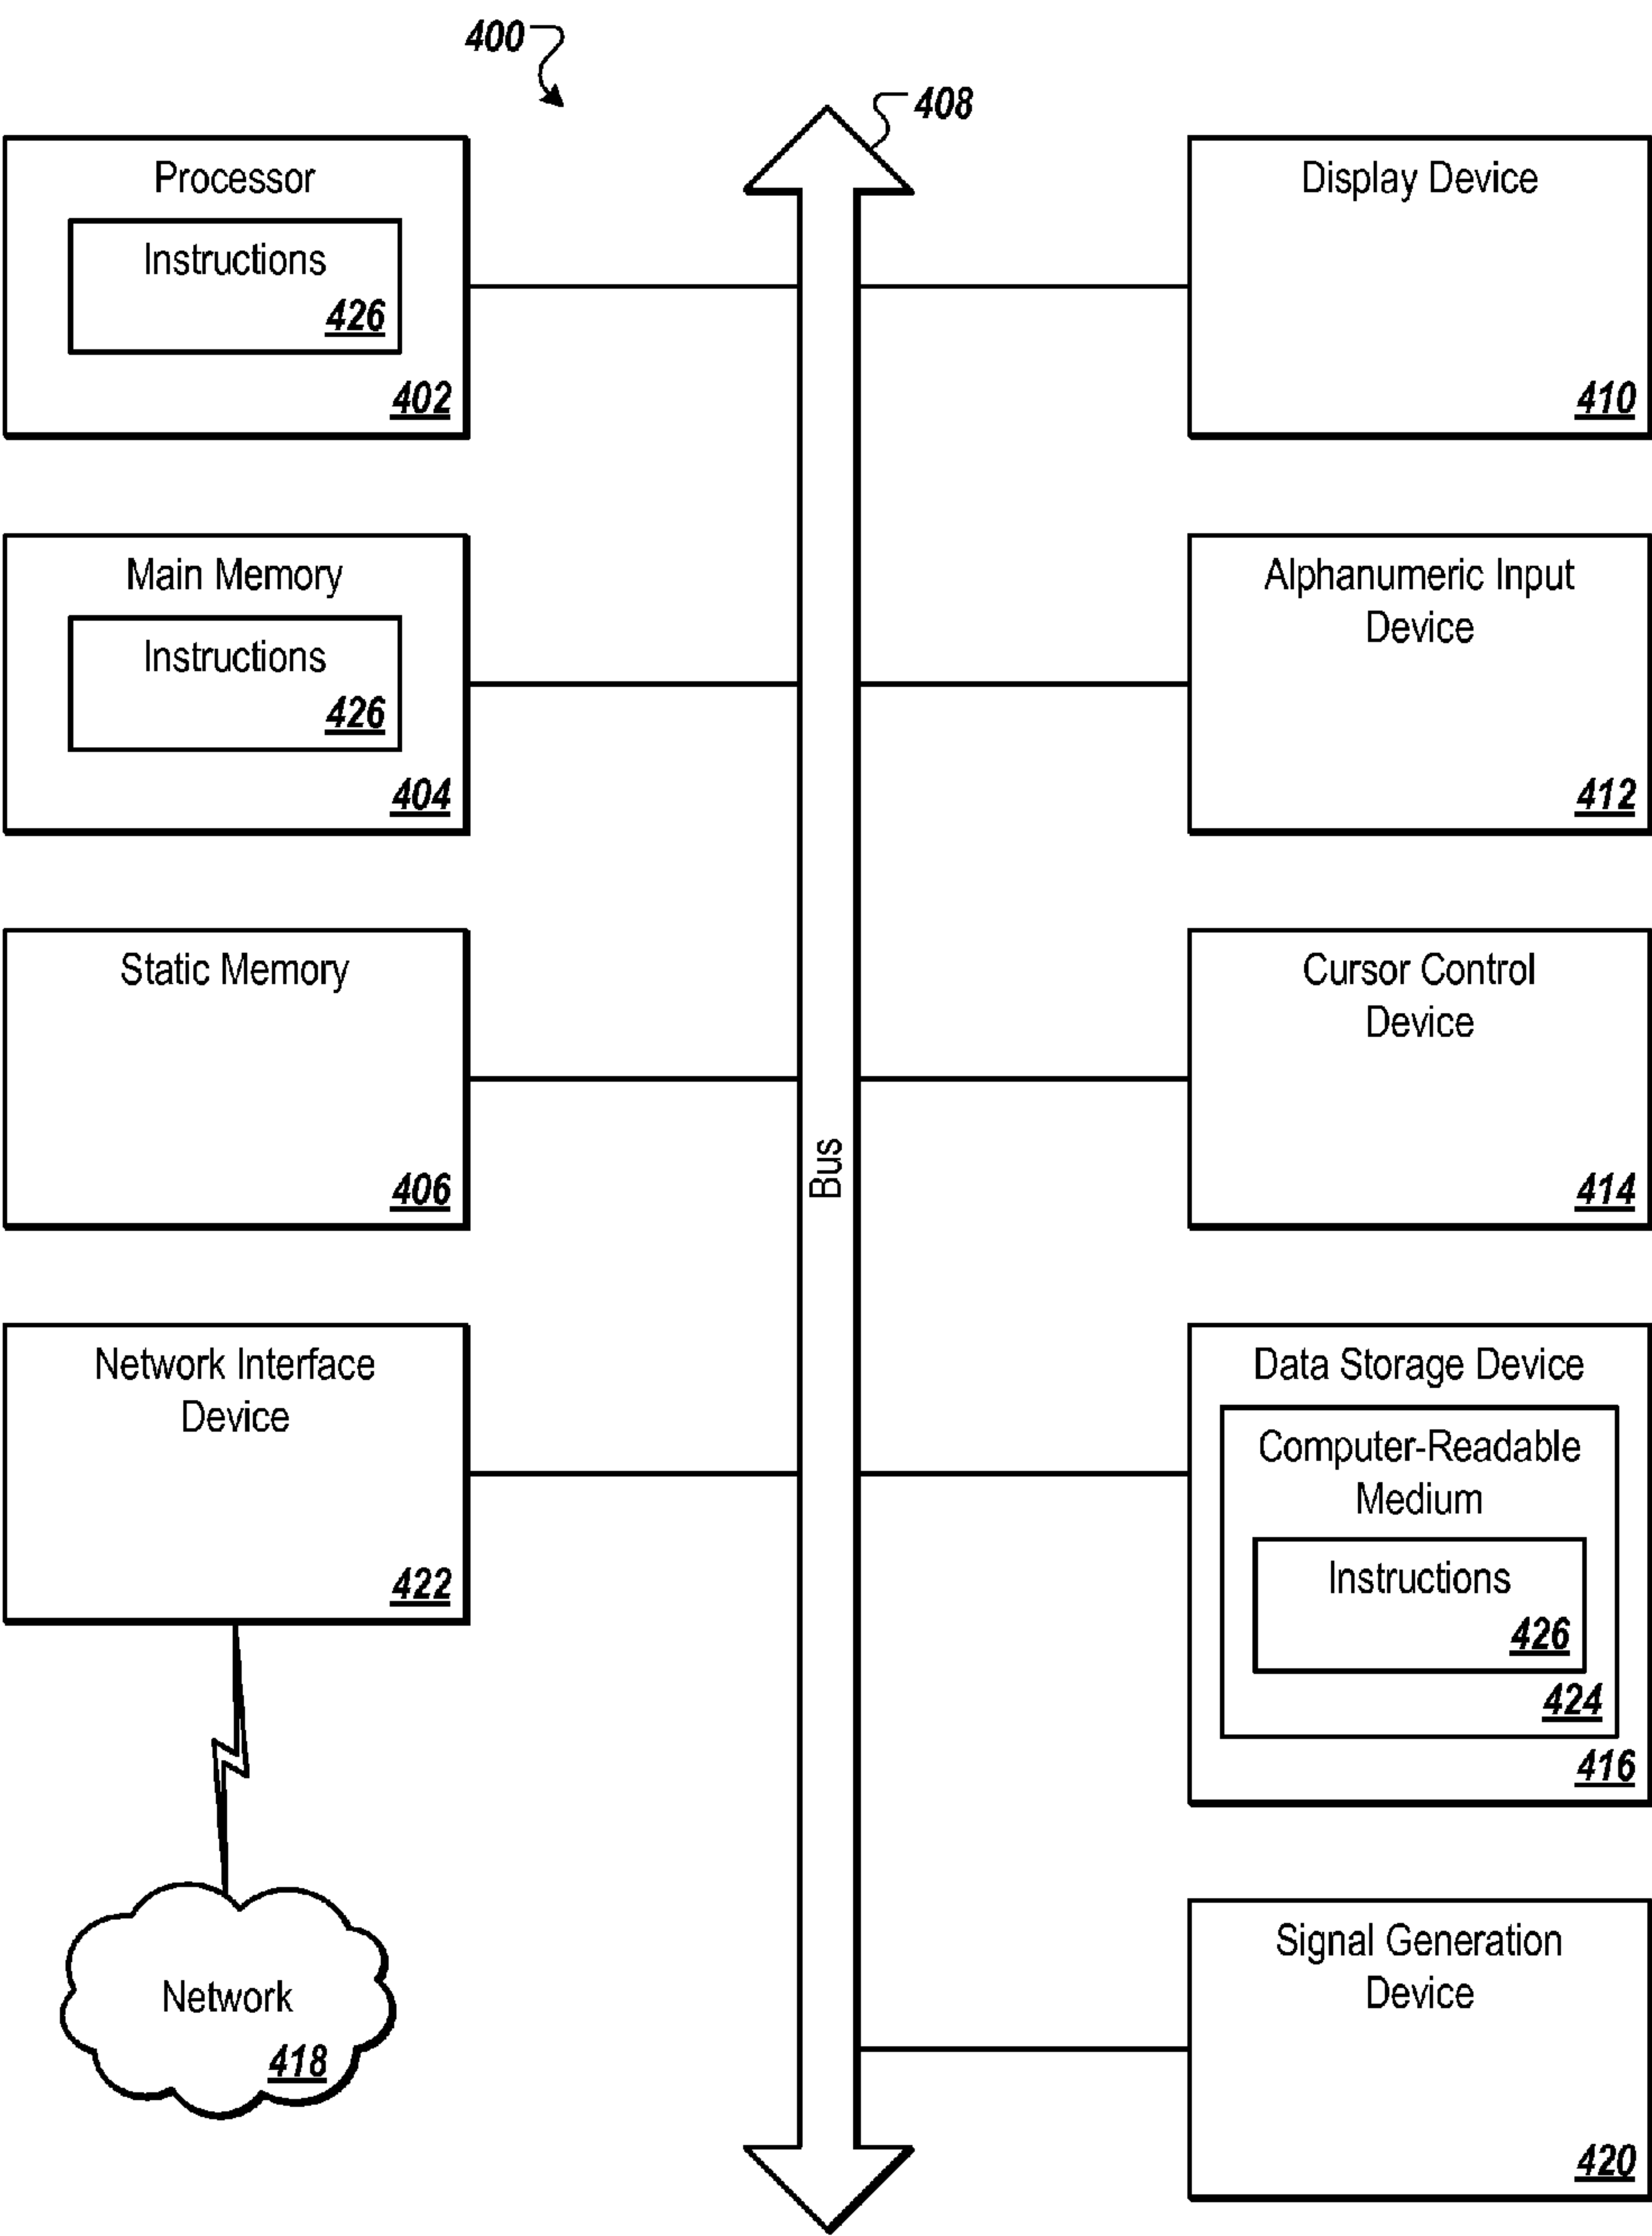 400
408
Processor
Instructions
426
402
Display Device
410
Main Memory
Instructions
426
404
Alphanumeric Input
Device
412
Static Memory
406
Cursor Control
Device
414
Bus
Network Interface
Device
422
Data Storage Device
Computer-Readable
Medium
Instructions
426
424
416
Network
418
Signal Generation
Device
420